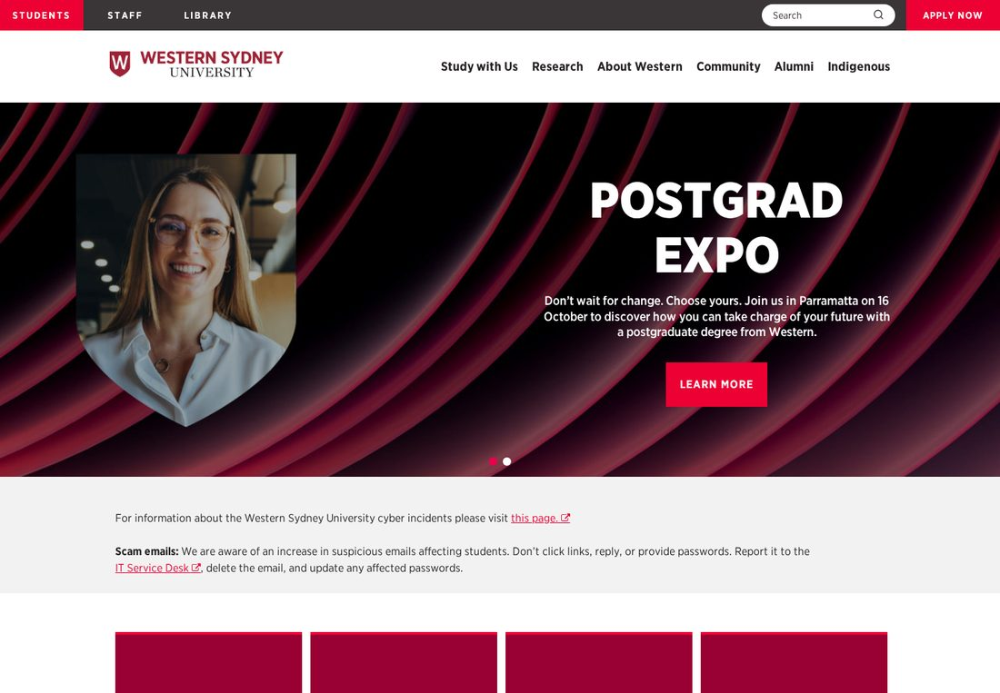 STUDENTS
STAFF
LIBRARY
Search
APPLY NOW
WESTERN SYDNEY
UNIVERSITY
Study with Us
Research
About Western
Community
Alumni
Indigenous
POSTGRAD
EXPO
Don’t wait for change. Choose yours. Join us in Parramatta on 16
October to discover how you can take charge of your future with
a postgraduate degree from Western.
LEARN MORE
For information about the Western Sydney University cyber incidents please visit this page.
Scam emails: We are aware of an increase in suspicious emails affecting students. Don’t click links, reply, or provide passwords. Report it to the
IT Service Desk, delete the email, and update any affected passwords.